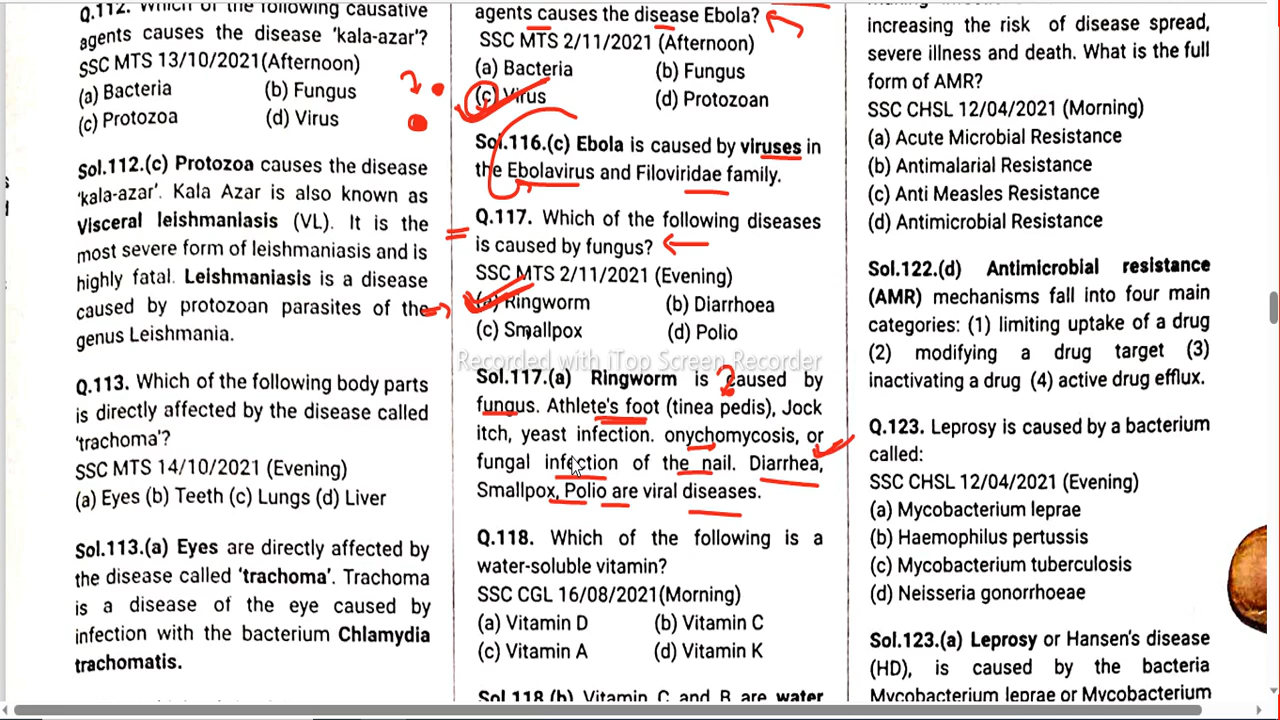 Q.112. Which of the following causative
agents causes the disease 'kala-azar'?
SSC MTS 13/10/2021(Afternoon)
(a) Bacteria (b) Fungus
(c) Protozoa (d) Virus
Sol.112.(c) Protozoa causes the disease
'kala-azar'. Kala Azar is also known as
Visceral leishmaniasis (VL). It is the
most severe form of leishmaniasis and is
highly fatal. Leishmaniasis is a disease
caused by protozoan parasites of the
genus Leishmania.
Q.113. Which of the following body parts
is directly affected by the disease called
'trachoma'?
SSC MTS 14/10/2021 (Evening)
(a) Eyes (b) Teeth (c) Lungs (d) Liver
Sol.113.(a) Eyes are directly affected by
the disease called 'trachoma'. Trachoma
is a disease of the eye caused by
infection with the bacterium Chlamydia
trachomatis.
agents causes the disease Ebola?
SSC MTS 2/11/2021 (Afternoon)
(a) Bacteria (b) Fungus
(c) Virus (d) Protozoan
Sol.116.(c) Ebola is caused by viruses in
the Ebolavirus and Filoviridae family.
Q.117. Which of the following diseases
is caused by fungus?
SSC MTS 2/11/2021 (Evening)
(a) Ringworm (b) Diarrhoea
(c) Smallpox (d) Polio
Recorded with iTop Screen Recorder
Sol.117.(a) Ringworm is caused by
fungus. Athlete's foot (tinea pedis), Jock
itch, yeast infection. onychomycosis, or
fungal infection of the nail. Diarrhea,
Smallpox, Polio are viral diseases.
Q.118. Which of the following is a
water-soluble vitamin?
SSC CGL 16/08/2021(Morning)
(a) Vitamin D (b) Vitamin C
(c) Vitamin A (d) Vitamin K
Sol.118.(b) Vitamin C and B are water
increasing the risk of disease spread,
severe illness and death. What is the full
form of AMR?
SSC CHSL 12/04/2021 (Morning)
(a) Acute Microbial Resistance
(b) Antimalarial Resistance
(c) Anti Measles Resistance
(d) Antimicrobial Resistance
Sol.122.(d) Antimicrobial resistance
(AMR) mechanisms fall into four main
categories: (1) limiting uptake of a drug
(2) modifying a drug target (3)
inactivating a drug (4) active drug efflux.
Q.123. Leprosy is caused by a bacterium
called:
SSC CHSL 12/04/2021 (Evening)
(a) Mycobacterium leprae
(b) Haemophilus pertussis
(c) Mycobacterium tuberculosis
(d) Neisseria gonorrhoeae
Sol.123.(a) Leprosy or Hansen's disease
(HD), is caused by the bacteria
Mycobacterium leprae or Mycobacterium